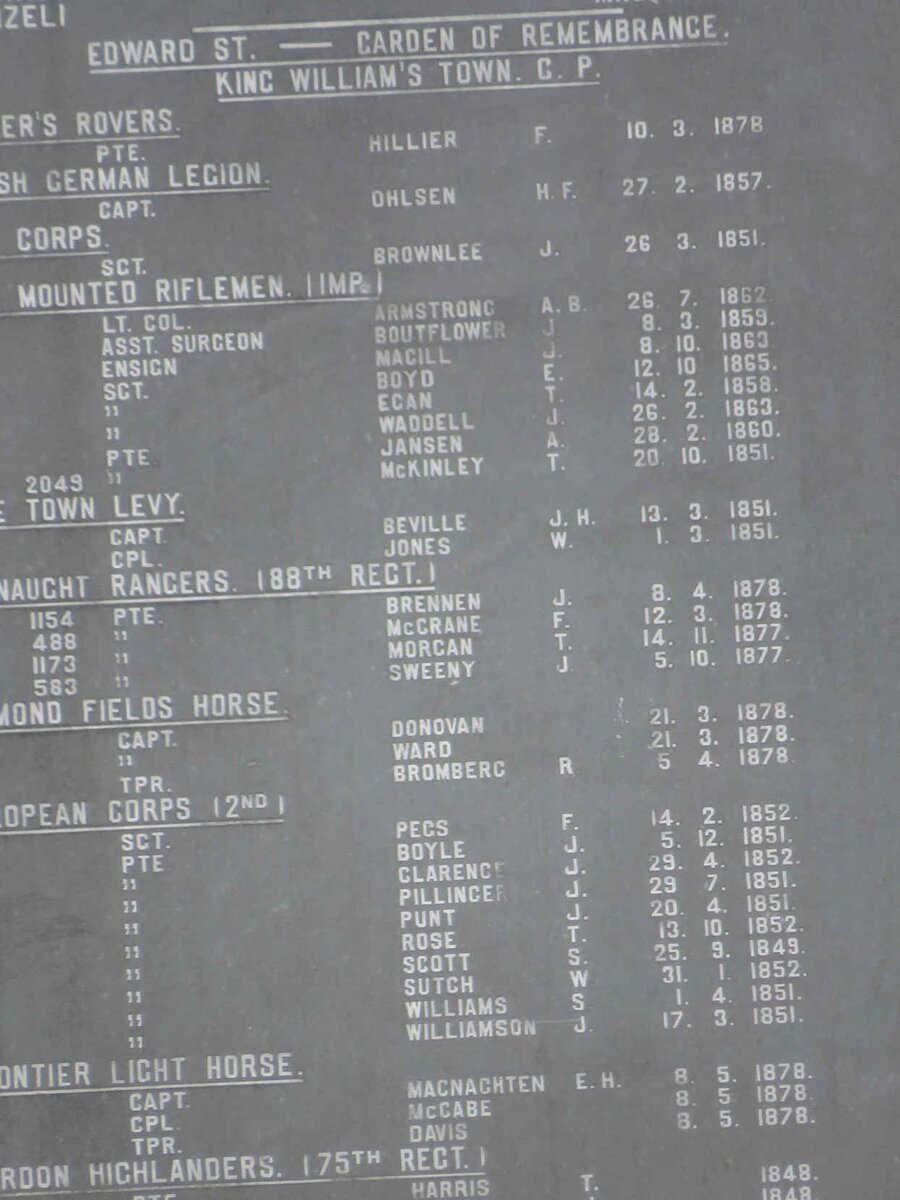 ZELI
EDWARD ST. — GARDEN OF REMEMBRANCE.
KING WILLIAM'S TOWN. C. P.
ER'S ROVERS.
PTE. HILLIER F. 10. 3. 1878
SH GERMAN LEGION.
CAPT. OHLSEN H. F. 27. 2. 1857.
CORPS.
SGT. BROWNLEE J. 26 3. 1851.
MOUNTED RIFLEMEN. (IMP.)
LT. COL. ARMSTRONG A. B. 26. 7. 1862.
ASST. SURGEON BOUTFLOWER J 8. 3. 1859.
ENSIGN MAGILL J. 8. 10. 1863
SGT. BOYD E. 12. 10 1865.
" EGAN T. 14. 2. 1858.
" WADDELL J. 26. 2. 1863.
PTE. JANSEN A. 28. 2. 1860.
2049 " McKINLEY T. 20. 10. 1851.
E TOWN LEVY.
CAPT. BEVILLE J. H. 13. 3. 1851.
CPL. JONES W. 1. 3. 1851.
NAUGHT RANGERS. (88TH REGT.)
1154 PTE. BRENNEN J. 8. 4. 1878.
488 " McGRANE F. 12. 3. 1878.
1173 " MORGAN T. 14. 11. 1877.
583 " SWEENY J. 5. 10. 1877.
MOND FIELDS HORSE.
CAPT. DONOVAN 21. 3. 1878.
" WARD 21. 3. 1878.
TPR. BROMBERG R 5 4. 1878.
OPEAN CORPS (2ND)
SGT. PEGS F. 14. 2. 1852.
PTE BOYLE J. 5. 12. 1851.
" CLARENCE J. 29. 4. 1852.
" PILLINGER J. 29 7. 1851.
" PUNT J. 20. 4. 1851.
" ROSE T. 13. 10. 1852.
" SCOTT S. 25. 9. 1849.
" SUTCH W 31. 1. 1852.
" WILLIAMS S. 1. 4. 1851.
" WILLIAMSON J. 17. 3. 1851.
ONTIER LIGHT HORSE.
CAPT. MACNAGHTEN E. H. 8. 5. 1878.
CPL. McCABE 8. 5 1878.
TPR. DAVIS 8. 5. 1878.
RDON HIGHLANDERS. (75TH REGT.)
PTE HARRIS T. 1848.
1848